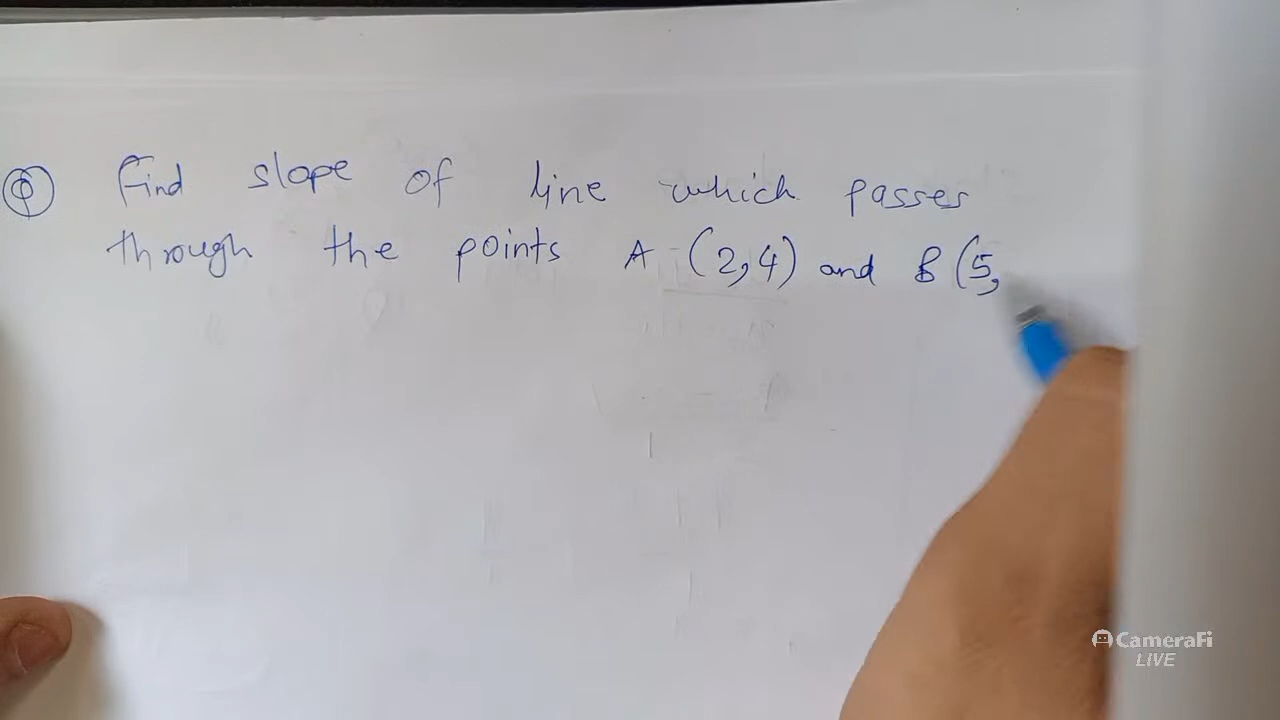 Q Find slope of line which passes
through the points A (2,4) and B (5,
CameraFi
LIVE